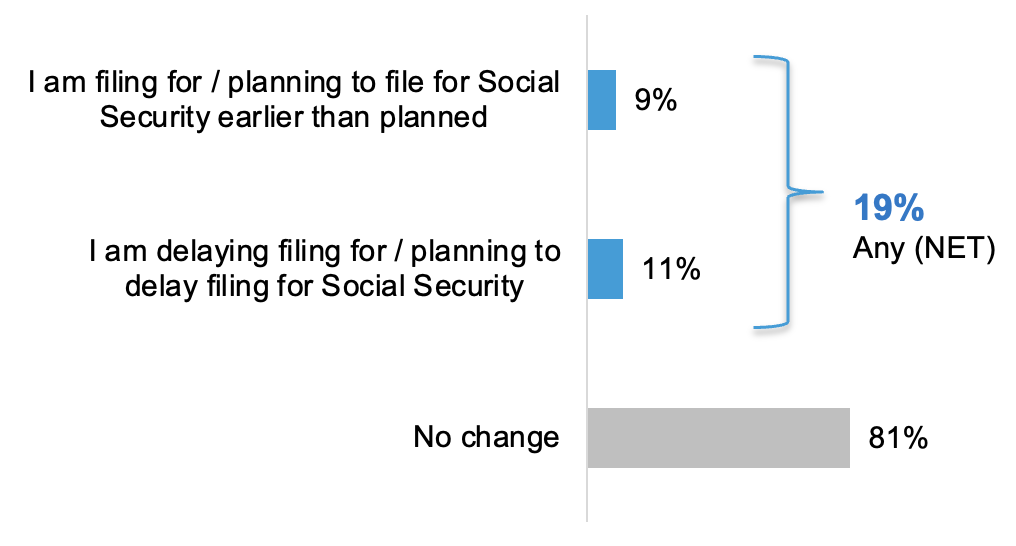 I am filing for / planning to file for Social
Security earlier than planned
9%
19%
Any (NET)
I am delaying filing for / planning to
delay filing for Social Security
11%
No change
81%